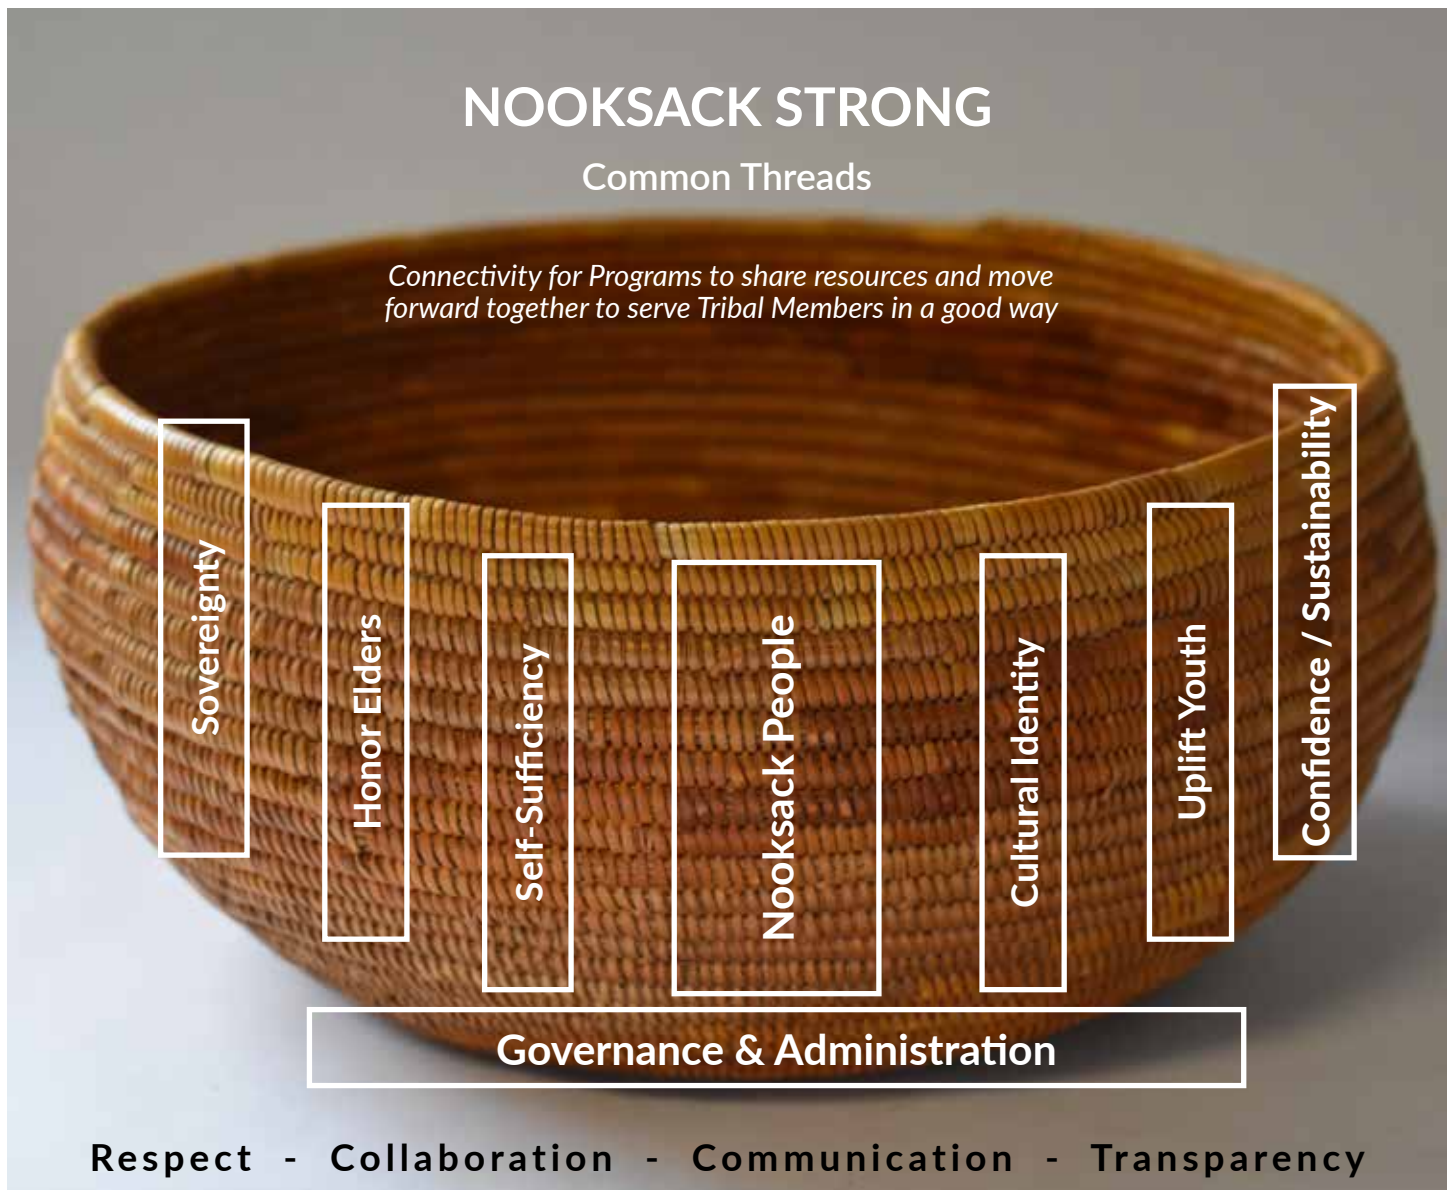 NOOKSACK STRONG
Common Threads
Connectivity for Programs to share resources and move
forward together to serve Tribal Members in a good way
Sovereignty
Honor Elders
Self-Sufficiency
Nooksack People
Cultural Identity
Uplift Youth
Confidence / Sustainability
Governance & Administration
Respect - Collaboration - Communication - Transparency